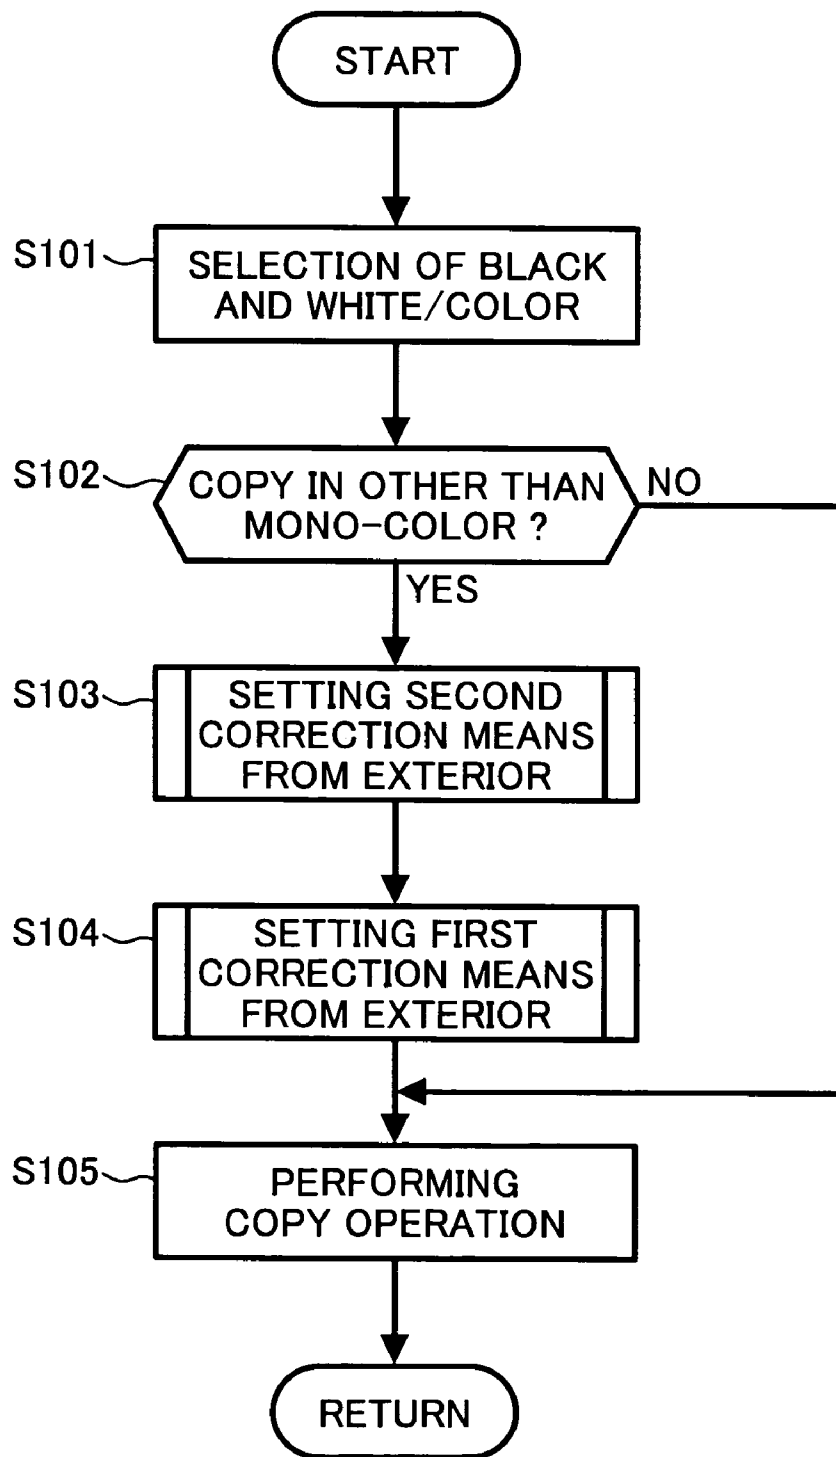 START
S101
SELECTION OF BLACK
AND WHITE/COLOR
S102
COPY IN OTHER THAN
MONO-COLOR ?
NO
YES
S103
SETTING SECOND
CORRECTION MEANS
FROM EXTERIOR
S104
SETTING FIRST
CORRECTION MEANS
FROM EXTERIOR
S105
PERFORMING
COPY OPERATION
RETURN